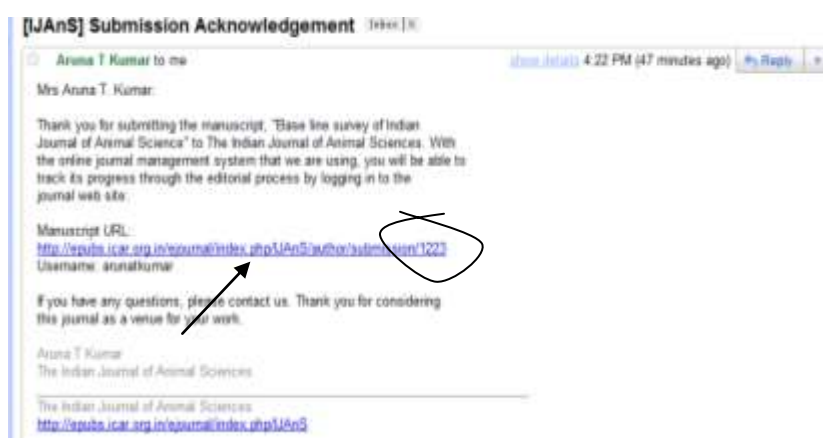 [IJAnS] Submission Acknowledgement Inbox | X
Aruna T Kumar to me show details 4:22 PM (47 minutes ago) Reply
Mrs Aruna T. Kumar:
Thank you for submitting the manuscript, "Base line survey of Indian
Journal of Animal Science" to The Indian Journal of Animal Sciences. With
the online journal management system that we are using, you will be able to
track its progress through the editorial process by logging in to the
journal web site:
Manuscript URL:
http://epubs.icar.org.in/ejournal/index.php/IJAnS/author/submission/1223
Username: arunatkumar
If you have any questions, please contact us. Thank you for considering
this journal as a venue for your work.
Aruna T Kumar
The Indian Journal of Animal Sciences
The Indian Journal of Animal Sciences
http://epubs.icar.org.in/ejournal/index.php/IJAnS